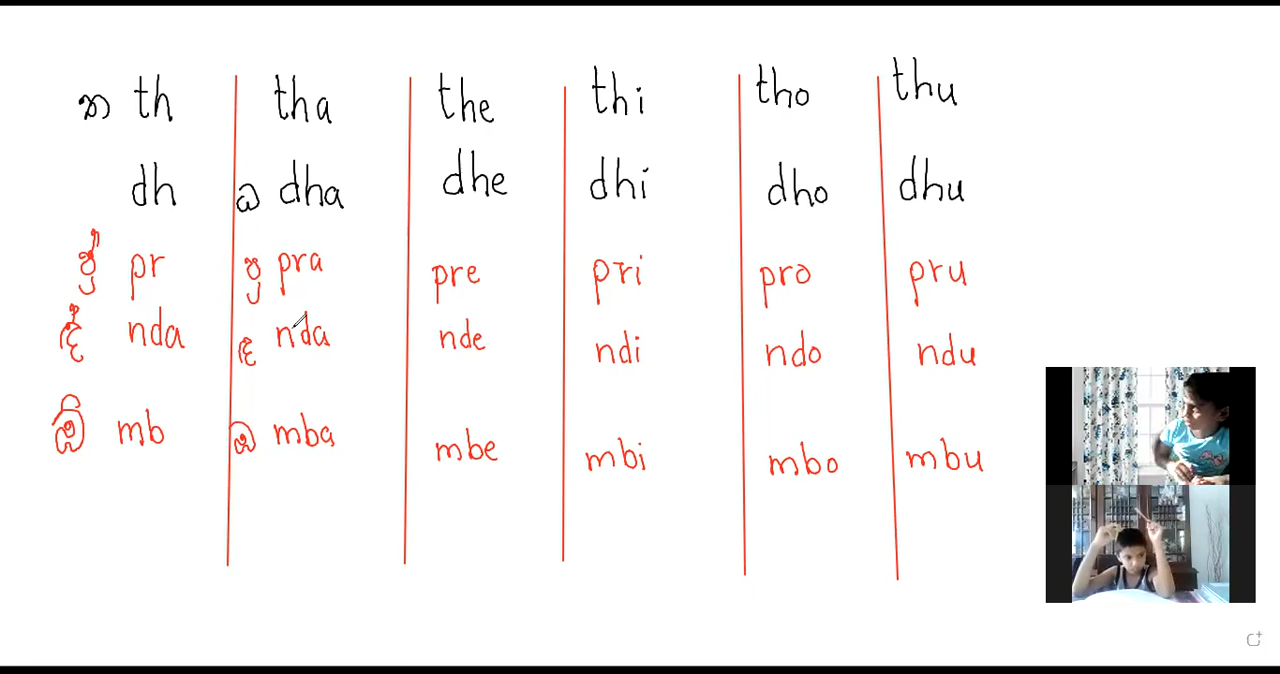 ත th tha the thi tho thu
dh ධ dha dhe dhi dho dhu
ප්‍ර් pr ප්‍ර pra pre pri pro pru
ඳ් nda ඳ nda nde ndi ndo ndu
ඹ් mb ඹ mba mbe mbi mbo mbu